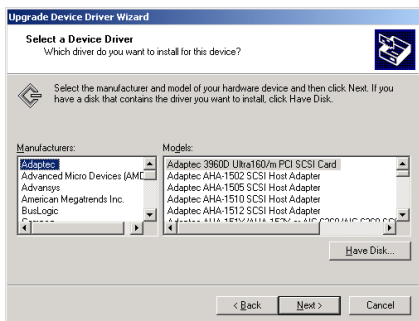 Upgrade Device Driver Wizard
Select a Device Driver
Which driver do you want to install for this device?
Select the manufacturer and model of your hardware device and then click Next. If you
have a disk that contains the driver you want to install, click Have Disk.
Manufacturers:
Adaptec
Advanced Micro Devices (AMD
Advansys
American Megatrends Inc.
BusLogic
Models:
Adaptec 3960D Ultra160/m PCI SCSI Card
Adaptec AHA-1502 SCSI Host Adapter
Adaptec AHA-1505 SCSI Host Adapter
Adaptec AHA-1510 SCSI Host Adapter
Adaptec AHA-1512 SCSI Host Adapter
Have Disk...
< Back
Next >
Cancel